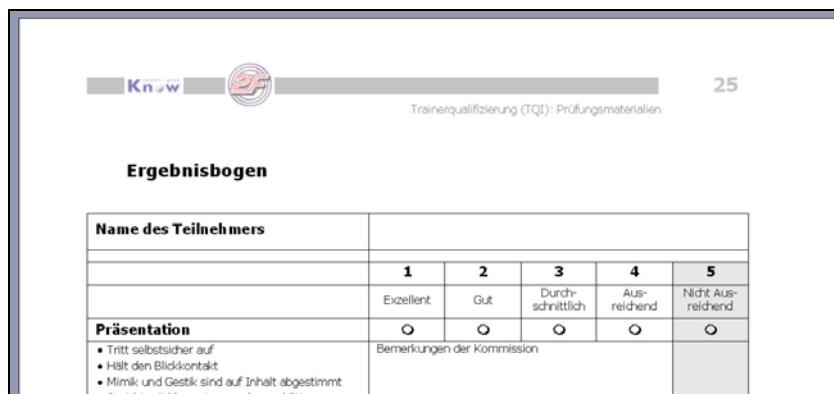 Know
2F
25
Trainerqualifizierung (TQI): Prüfungsmaterialien
Ergebnisbogen
Name des Teilnehmers
1 2 3 4 5
Exzellent Gut Durch-schnittlich Aus-reichend Nicht Aus-reichend
Präsentation
• Tritt selbstsicher auf
Bemerkungen der Kommission
• Hält den Blickkontakt
• Mimik und Gestik sind auf Inhalt abgestimmt